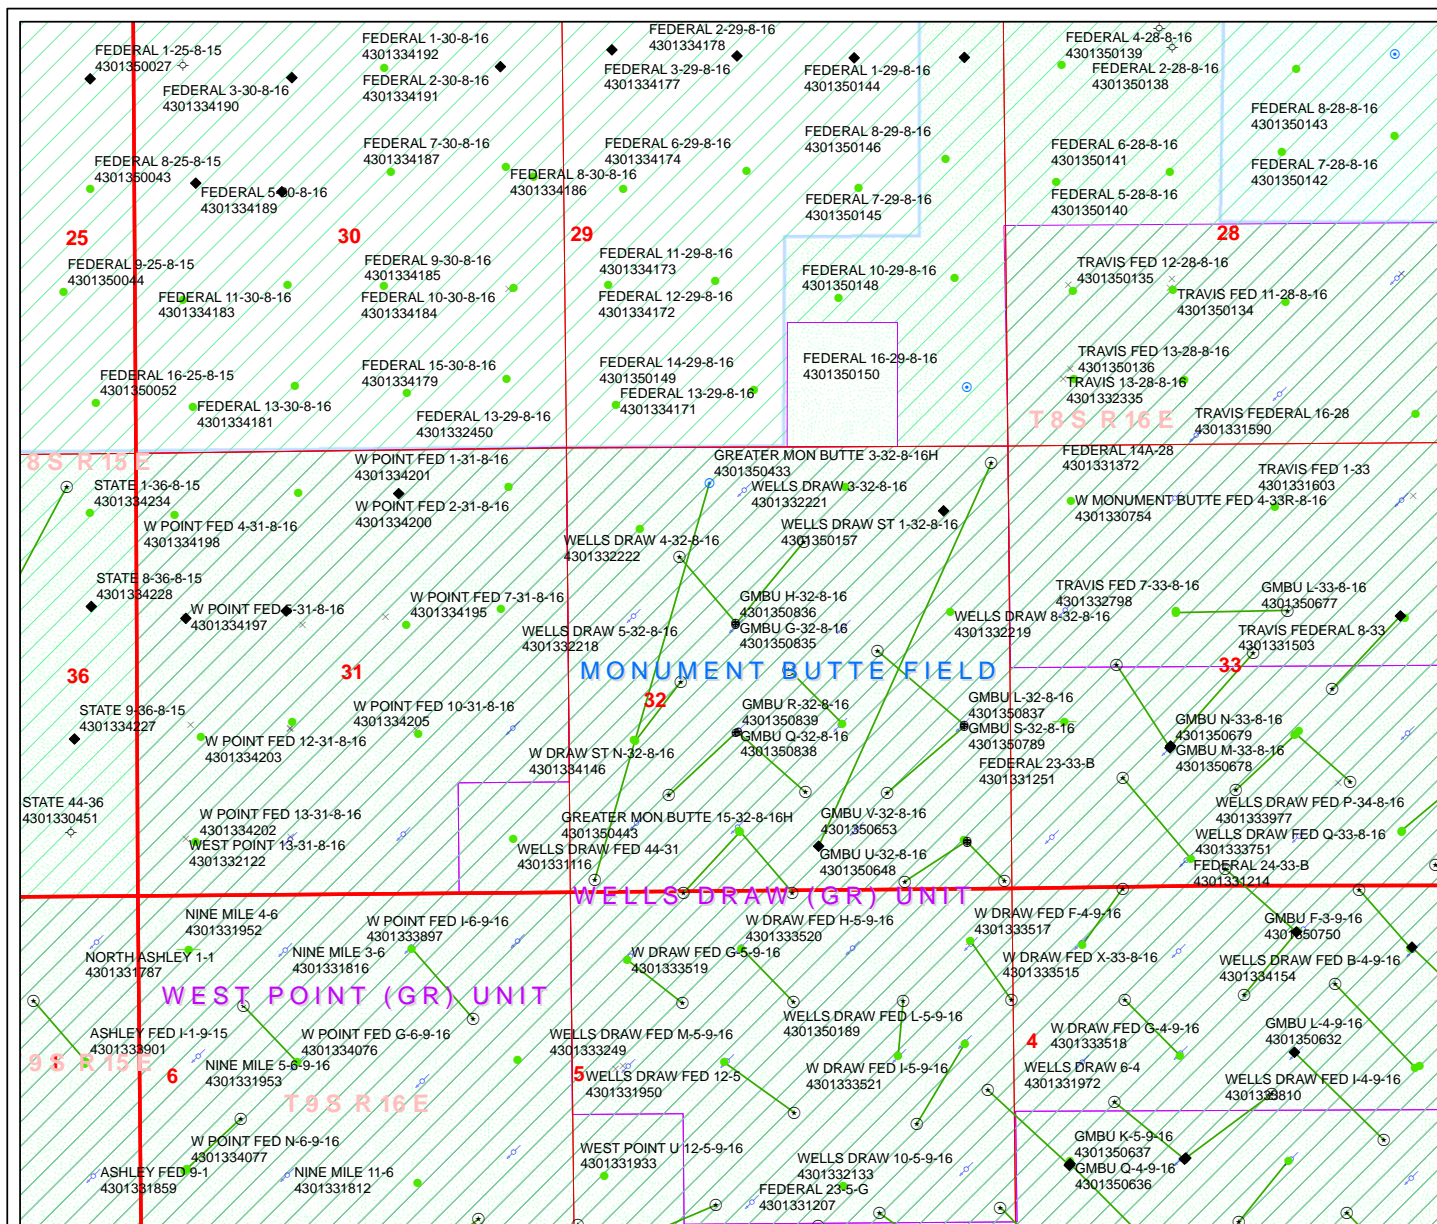 FEDERAL 1-25-8-15
4301350027
FEDERAL 3-30-8-16
4301334190
FEDERAL 1-30-8-16
4301334192
FEDERAL 2-30-8-16
4301334191
FEDERAL 2-29-8-16
4301334178
FEDERAL 3-29-8-16
4301334177
FEDERAL 1-29-8-16
4301350144
FEDERAL 4-28-8-16
4301350139
FEDERAL 2-28-8-16
4301350138
FEDERAL 8-28-8-16
4301350143
FEDERAL 7-28-8-16
4301350142
FEDERAL 8-25-8-15
4301350043
FEDERAL 5-30-8-16
4301334189
FEDERAL 7-30-8-16
4301334187
FEDERAL 8-30-8-16
4301334186
FEDERAL 6-29-8-16
4301334174
FEDERAL 8-29-8-16
4301350146
FEDERAL 7-29-8-16
4301350145
FEDERAL 6-28-8-16
4301350141
FEDERAL 5-28-8-16
4301350140
25
30
29
28
FEDERAL 9-25-8-15
4301350044
FEDERAL 11-30-8-16
4301334183
FEDERAL 9-30-8-16
4301334185
FEDERAL 10-30-8-16
4301334184
FEDERAL 11-29-8-16
4301334173
FEDERAL 12-29-8-16
4301334172
FEDERAL 10-29-8-16
4301350148
TRAVIS FED 12-28-8-16
4301350135
TRAVIS FED 11-28-8-16
4301350134
FEDERAL 16-25-8-15
4301350052
FEDERAL 13-30-8-16
4301334181
FEDERAL 15-30-8-16
4301334179
FEDERAL 13-29-8-16
4301332450
FEDERAL 14-29-8-16
4301350149
FEDERAL 13-29-8-16
4301334171
FEDERAL 16-29-8-16
4301350150
TRAVIS FED 13-28-8-16
4301350136
TRAVIS 13-28-8-16
4301332335
T 8 S R 16 E
TRAVIS FEDERAL 16-28
4301331590
8 S R 15 E
STATE 1-36-8-15
4301334234
W POINT FED 4-31-8-16
4301334198
W POINT FED 1-31-8-16
4301334201
W POINT FED 2-31-8-16
4301334200
GREATER MON BUTTE 3-32-8-16H
4301350433
WELLS DRAW 3-32-8-16
4301332221
WELLS DRAW ST 1-32-8-16
4301350157
WELLS DRAW 4-32-8-16
4301332222
FEDERAL 14A-28
4301331372
TRAVIS FED 1-33
4301331603
W MONUMENT BUTTE FED 4-33R-8-16
4301330754
STATE 8-36-8-15
4301334228
W POINT FED 5-31-8-16
4301334197
W POINT FED 7-31-8-16
4301334195
WELLS DRAW 5-32-8-16
4301332218
GMBU H-32-8-16
4301350836
GMBU G-32-8-16
4301350835
WELLS DRAW 8-32-8-16
4301332219
TRAVIS FED 7-33-8-16
4301332798
GMBU L-33-8-16
4301350677
TRAVIS FEDERAL 8-33
4301331503
36
31
32
33
MONUMENT BUTTE FIELD
STATE 9-36-8-15
4301334227
W POINT FED 12-31-8-16
4301334203
W POINT FED 10-31-8-16
4301334205
W DRAW ST N-32-8-16
4301334146
GMBU R-32-8-16
4301350839
GMBU Q-32-8-16
4301350838
GMBU L-32-8-16
4301350837
GMBU S-32-8-16
4301350789
FEDERAL 23-33-B
4301331251
GMBU N-33-8-16
4301350679
GMBU M-33-8-16
4301350678
STATE 44-36
4301330451
W POINT FED 13-31-8-16
4301334202
WEST POINT 13-31-8-16
4301332122
GREATER MON BUTTE 15-32-8-16H
4301350443
WELLS DRAW FED 44-31
4301331116
GMBU V-32-8-16
4301350653
GMBU U-32-8-16
4301350648
WELLS DRAW FED P-34-8-16
4301333977
WELLS DRAW FED Q-33-8-16
4301333751
FEDERAL 24-33-B
4301331214
WELLS DRAW (GR) UNIT
NINE MILE 4-6
4301331952
NORTH ASHLEY 1-1
4301331787
NINE MILE 3-6
4301331816
W POINT FED I-6-9-16
4301333897
W DRAW FED G-5-9-16
4301333519
W DRAW FED H-5-9-16
4301333520
W DRAW FED F-4-9-16
4301333517
W DRAW FED X-33-8-16
4301333515
GMBU F-3-9-16
4301350750
WELLS DRAW FED B-4-9-16
4301334154
WEST POINT (GR) UNIT
ASHLEY FED I-1-9-15
4301333901
NINE MILE 5-6-9-16
4301331953
W POINT FED G-6-9-16
4301334076
WELLS DRAW FED M-5-9-16
4301333249
WELLS DRAW FED 12-5
4301331950
WELLS DRAW FED L-5-9-16
4301350189
W DRAW FED I-5-9-16
4301333521
W DRAW FED G-4-9-16
4301333518
WELLS DRAW 6-4
4301331972
GMBU L-4-9-16
4301350632
WELLS DRAW FED I-4-9-16
4301333810
9 S R 15 E
1
6
5
4
T 9 S R 16 E
W POINT FED N-6-9-16
4301334077
ASHLEY FED 9-1
4301331859
NINE MILE 11-6
4301331812
WEST POINT U 12-5-9-16
4301331933
WELLS DRAW 10-5-9-16
4301332133
FEDERAL 23-5-G
4301331207
GMBU K-5-9-16
4301350637
GMBU Q-4-9-16
4301350636